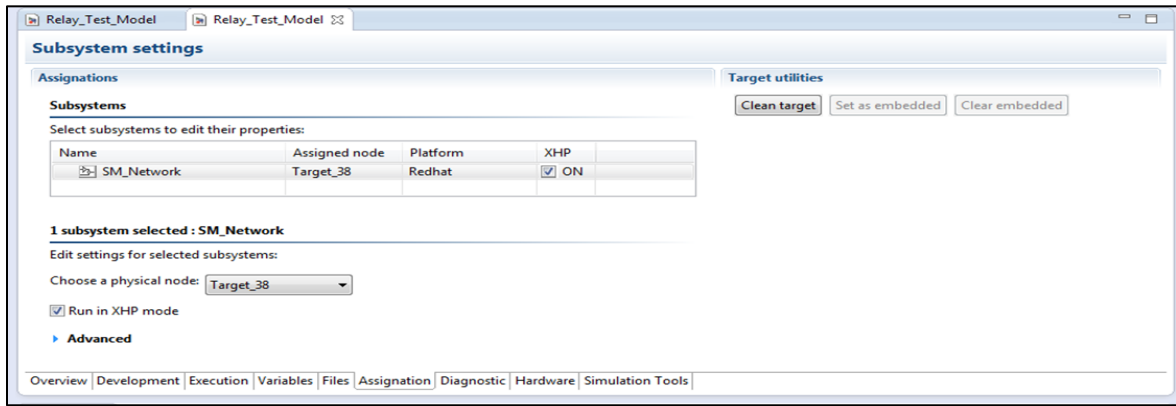 Relay_Test_Model Relay_Test_Model
Subsystem settings
Assignations
Subsystems
Select subsystems to edit their properties:
Name Assigned node Platform XHP
SM_Network Target_38 Redhat ON
1 subsystem selected : SM_Network
Edit settings for selected subsystems:
Choose a physical node: Target_38
Run in XHP mode
Advanced
Target utilities
Clean target Set as embedded Clear embedded
Overview Development Execution Variables Files Assignation Diagnostic Hardware Simulation Tools